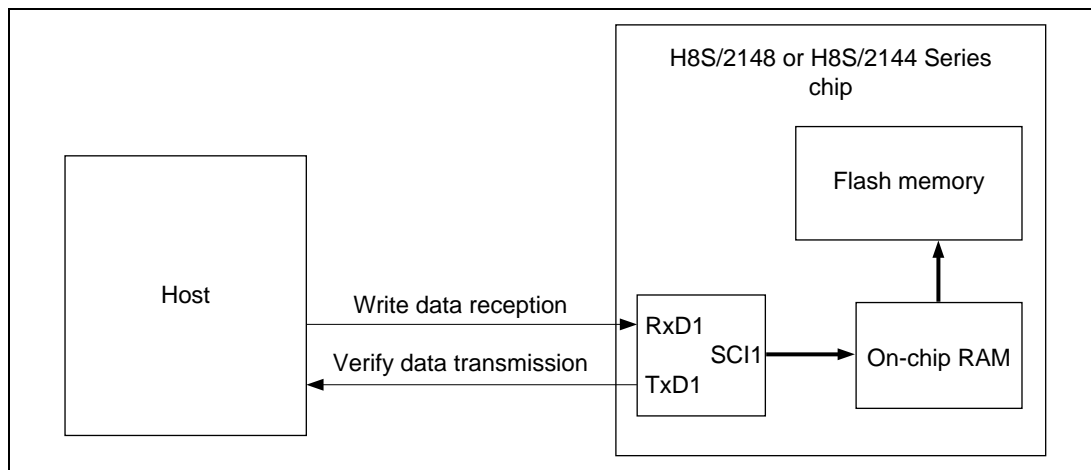 H8S/2148 or H8S/2144 Series
chip
Flash memory
Host
Write data reception
RxD1
SCI1
On-chip RAM
Verify data transmission
TxD1